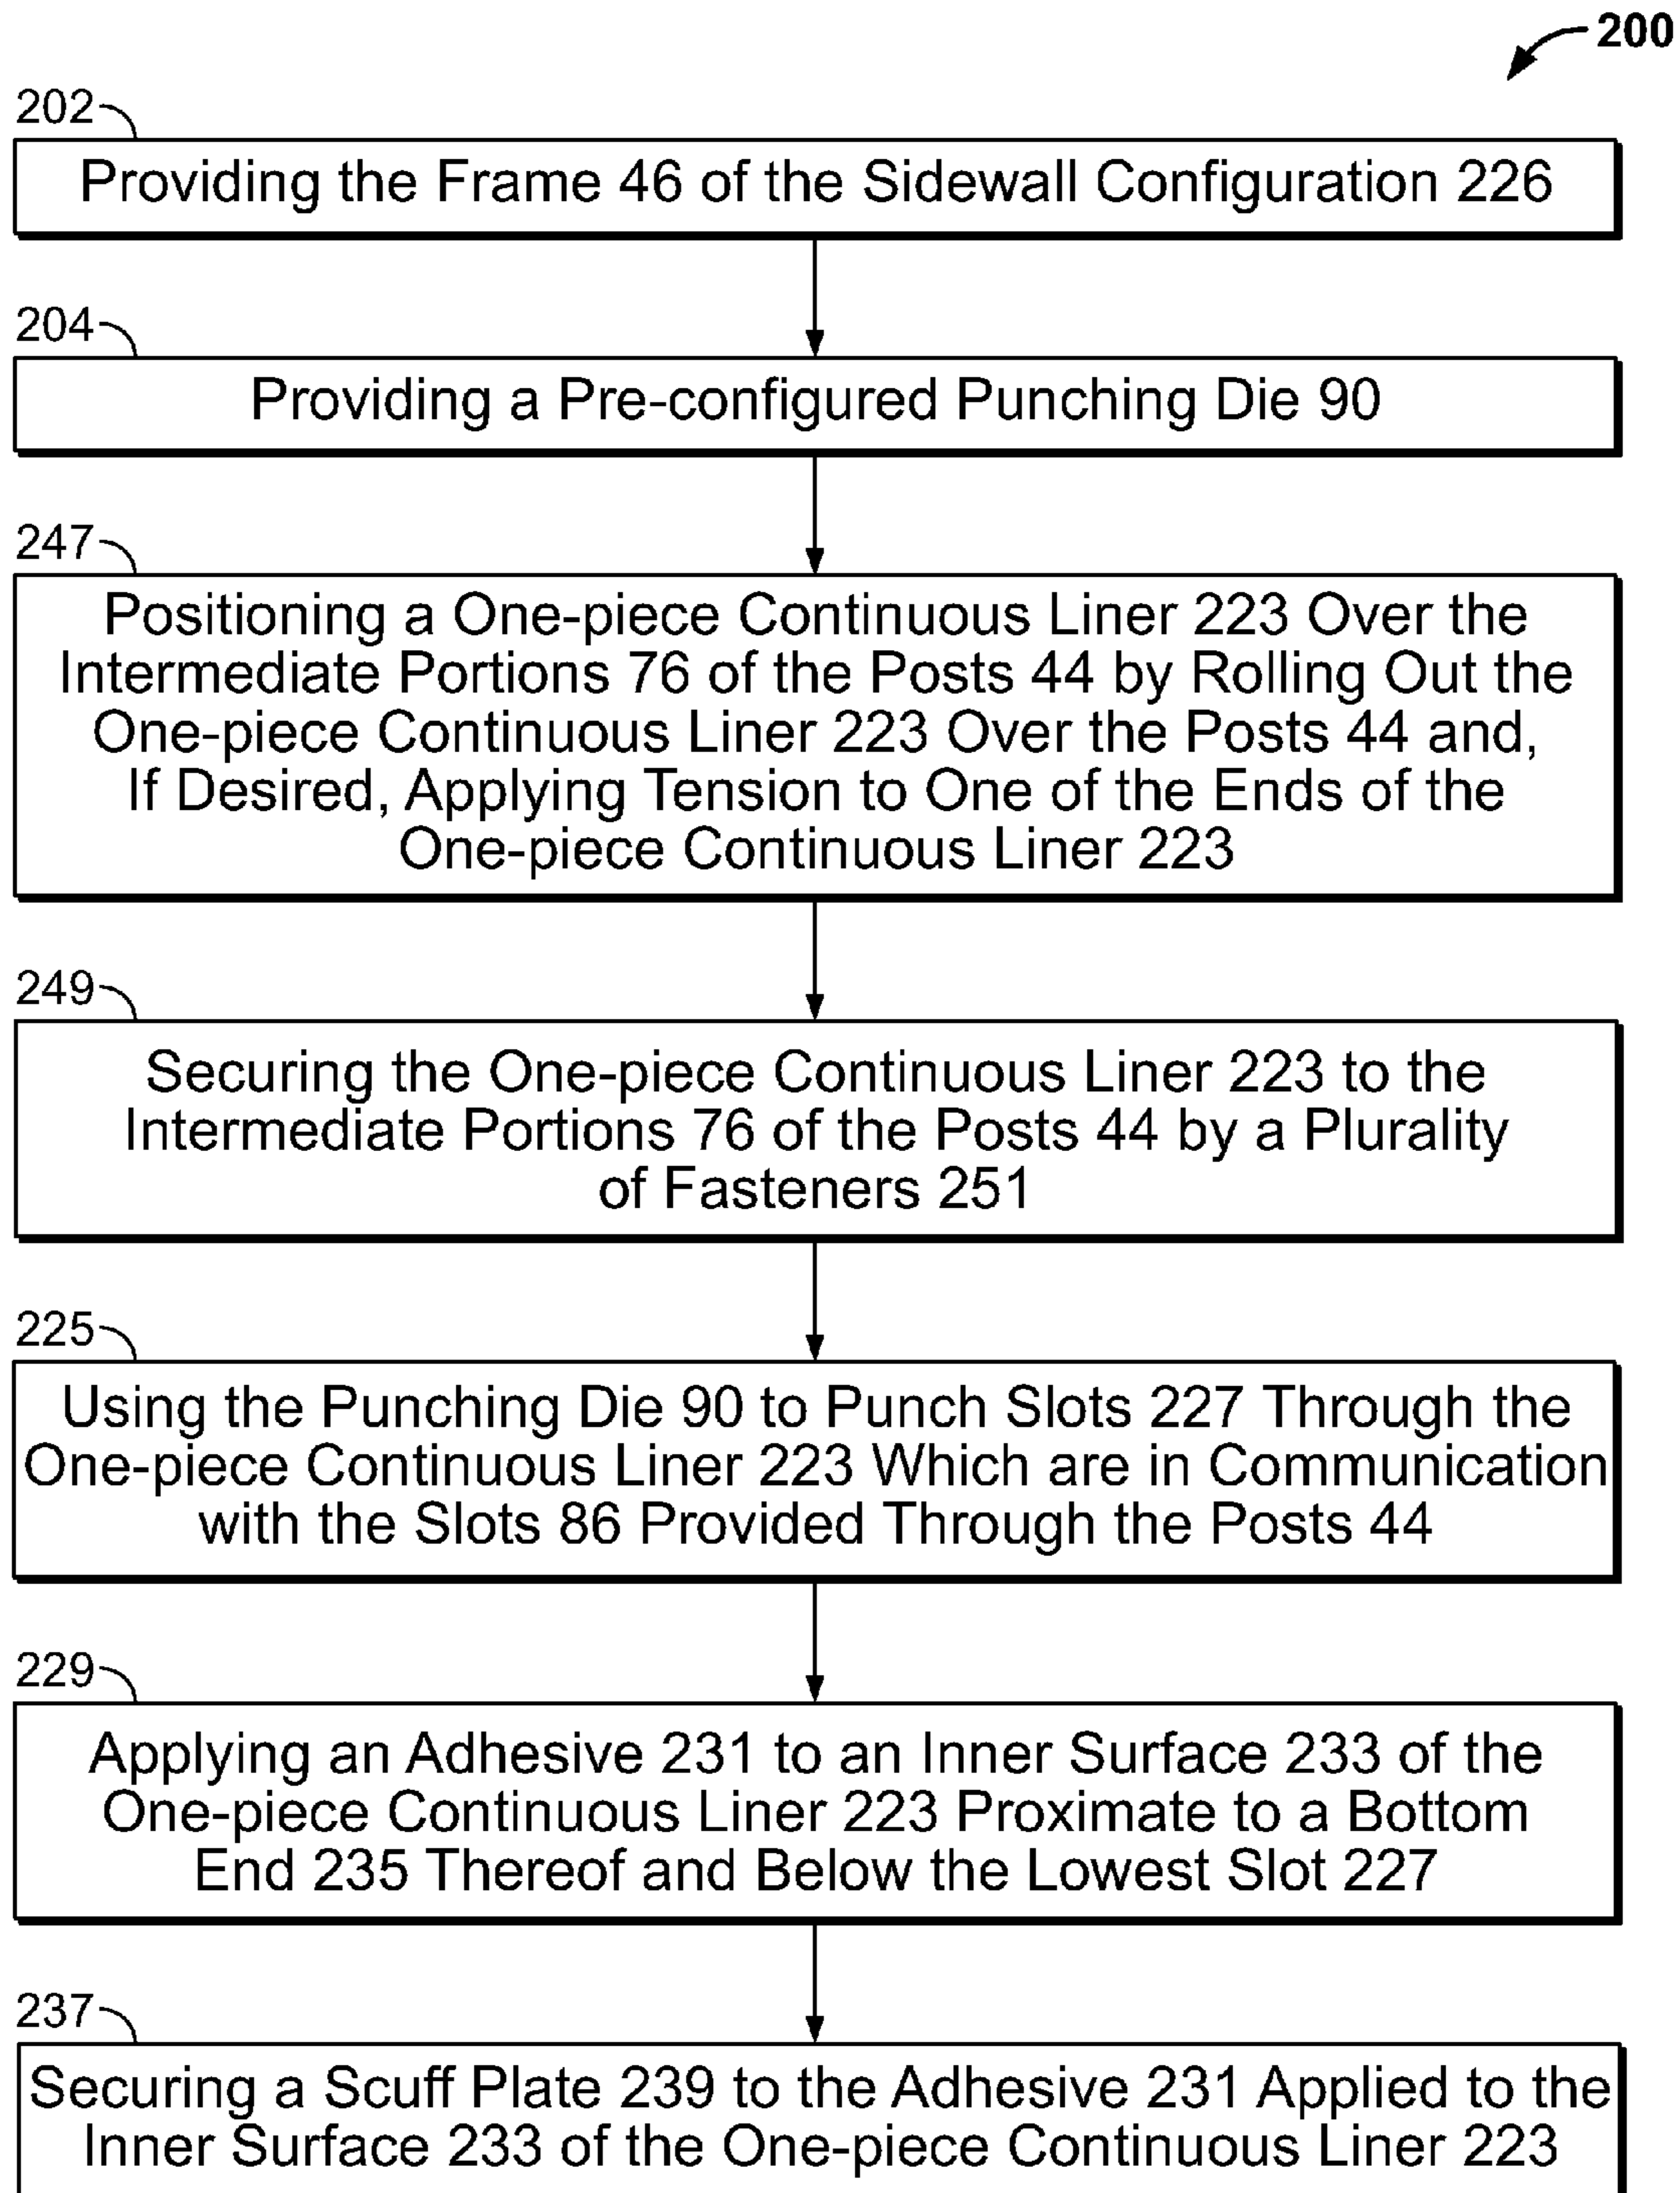 200
202
Providing the Frame 46 of the Sidewall Configuration 226
204
Providing a Pre-configured Punching Die 90
247
Positioning a One-piece Continuous Liner 223 Over the
Intermediate Portions 76 of the Posts 44 by Rolling Out the
One-piece Continuous Liner 223 Over the Posts 44 and,
If Desired, Applying Tension to One of the Ends of the
One-piece Continuous Liner 223
249
Securing the One-piece Continuous Liner 223 to the
Intermediate Portions 76 of the Posts 44 by a Plurality
of Fasteners 251
225
Using the Punching Die 90 to Punch Slots 227 Through the
One-piece Continuous Liner 223 Which are in Communication
with the Slots 86 Provided Through the Posts 44
229
Applying an Adhesive 231 to an Inner Surface 233 of the
One-piece Continuous Liner 223 Proximate to a Bottom
End 235 Thereof and Below the Lowest Slot 227
237
Securing a Scuff Plate 239 to the Adhesive 231 Applied to the
Inner Surface 233 of the One-piece Continuous Liner 223